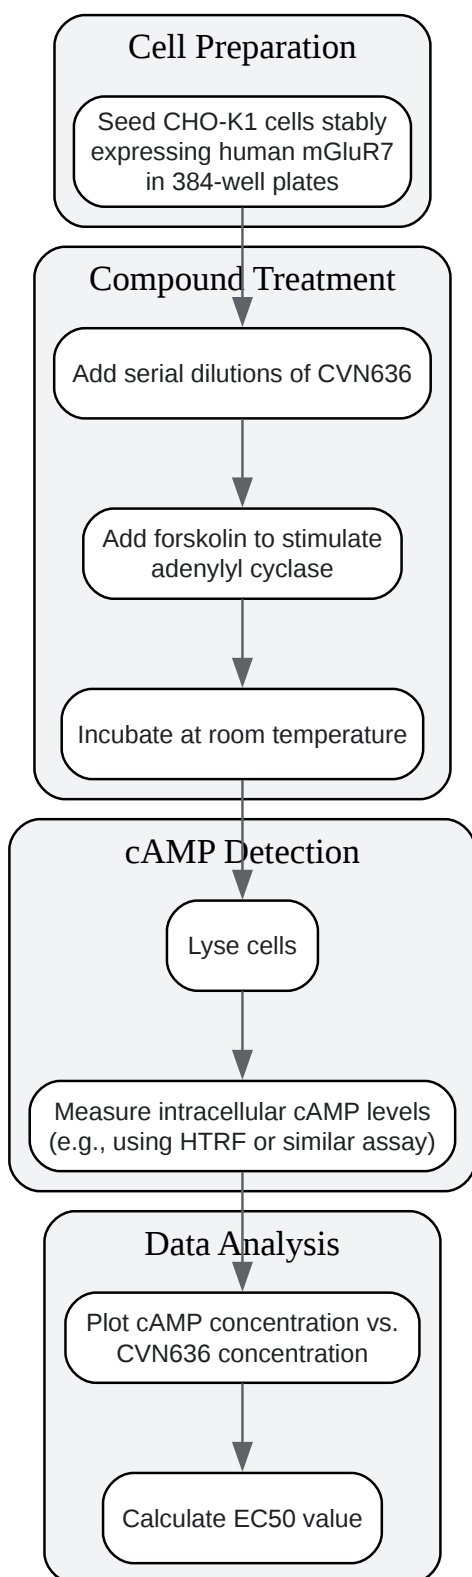 Cell Preparation
Seed CHO-K1 cells stably
expressing human mGluR7
in 384-well plates
Compound Treatment
Add serial dilutions of CVN636
Add forskolin to stimulate
adenylyl cyclase
Incubate at room temperature
cAMP Detection
Lyse cells
Measure intracellular cAMP levels
(e.g., using HTRF or similar assay)
Data Analysis
Plot cAMP concentration vs.
CVN636 concentration
Calculate EC50 value